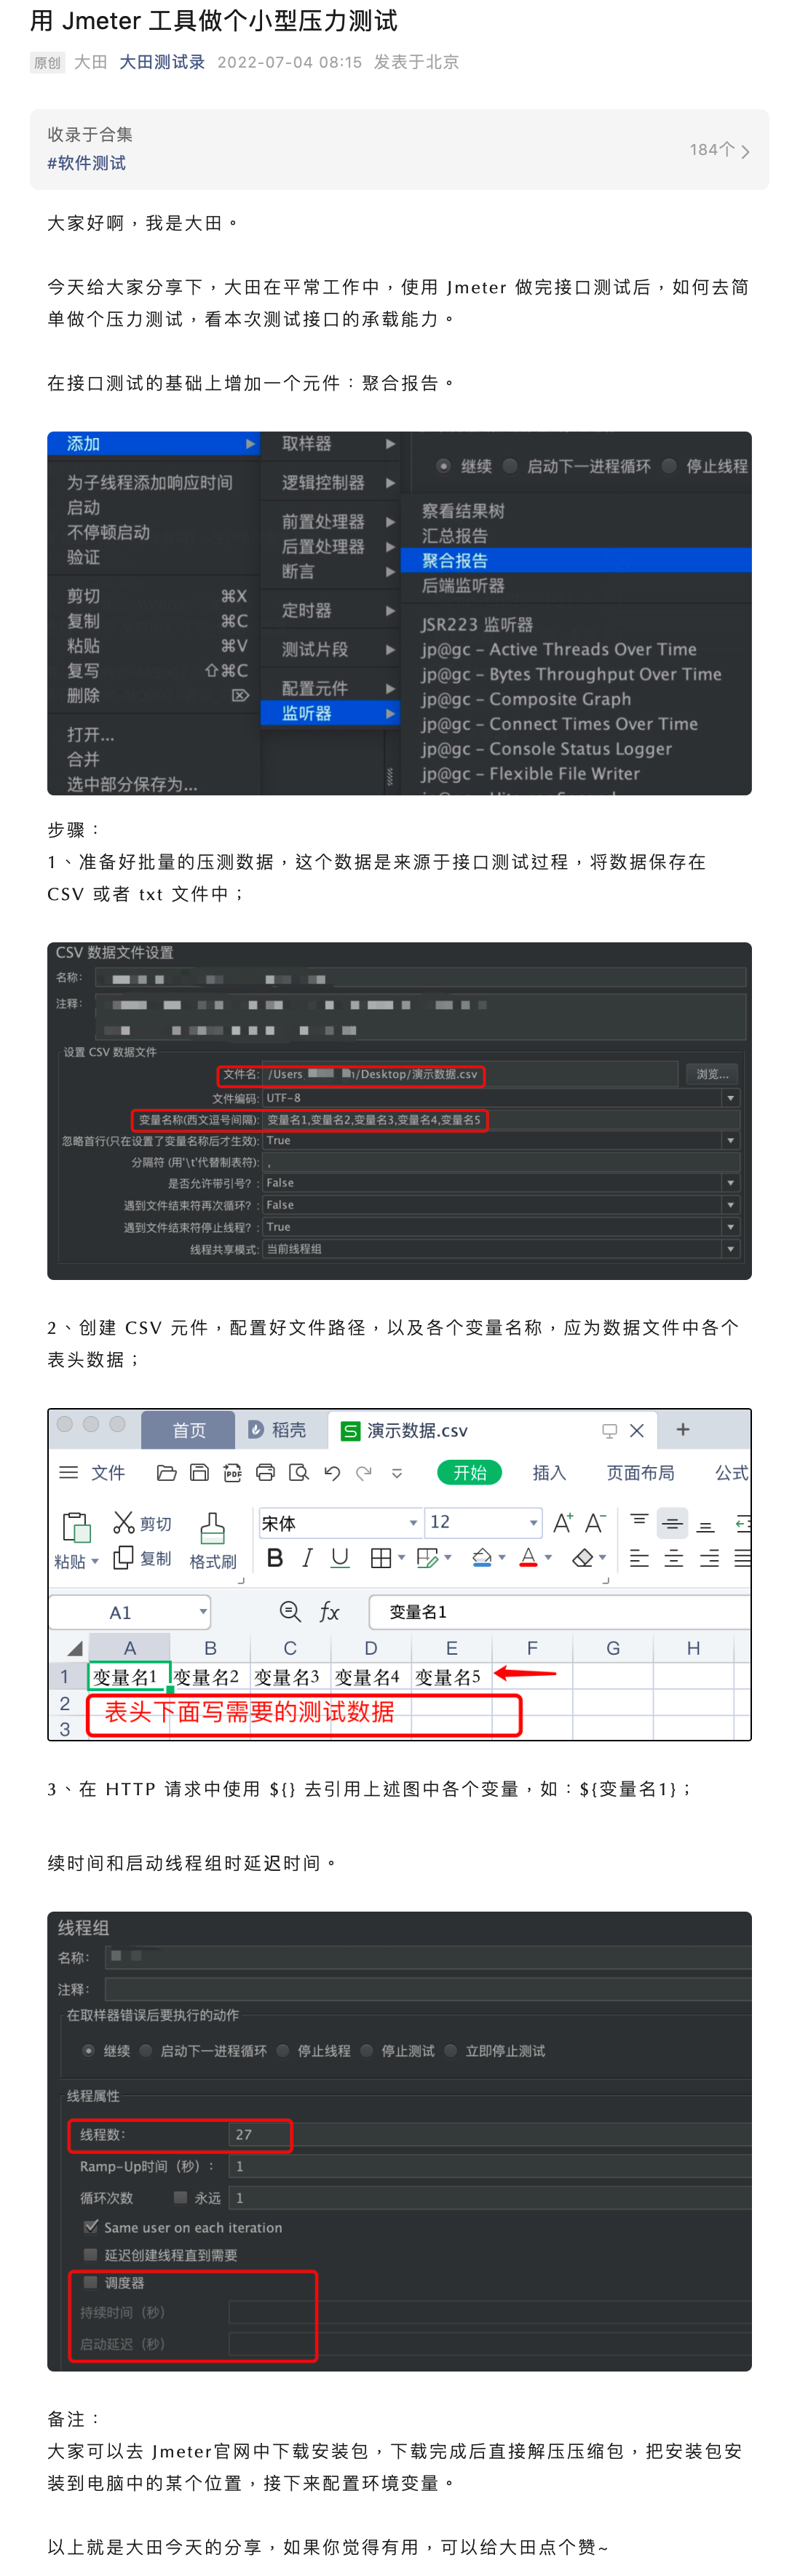 用 Jmeter 工具做个小型压力测试
原创 大田 大田测试录 2022-07-04 08:15 发表于北京
收录于合集
#软件测试
184个
大家好啊，我是大田。
今天给大家分享下，大田在平常工作中，使用 Jmeter 做完接口测试后，如何去简
单做个压力测试，看本次测试接口的承载能力。
在接口测试的基础上增加一个元件：聚合报告。
添加
为子线程添加响应时间
启动
不停顿启动
验证
剪切 ⌘X
复制 ⌘C
粘贴 ⌘V
复写 ⇧⌘C
删除 ⌦
打开...
合并
选中部分保存为...
取样器
逻辑控制器
前置处理器
后置处理器
断言
定时器
测试片段
配置元件
监听器
继续 启动下一进程循环 停止线程
察看结果树
汇总报告
聚合报告
后端监听器
JSR223 监听器
jp@gc - Active Threads Over Time
jp@gc - Bytes Throughput Over Time
jp@gc - Composite Graph
jp@gc - Connect Times Over Time
jp@gc - Console Status Logger
jp@gc - Flexible File Writer
步骤：
1、准备好批量的压测数据，这个数据是来源于接口测试过程，将数据保存在
CSV 或者 txt 文件中；
CSV 数据文件设置
名称:
注释:
设置 CSV 数据文件
文件名: /Users /Desktop/演示数据.csv 浏览...
文件编码: UTF-8
变量名称(西文逗号间隔): 变量名1,变量名2,变量名3,变量名4,变量名5
忽略首行(只在设置了变量名称后才生效): True
分隔符 (用'\t'代替制表符): ,
是否允许带引号? : False
遇到文件结束符再次循环? : False
遇到文件结束符停止线程? : True
线程共享模式: 当前线程组
2、创建 CSV 元件，配置好文件路径，以及各个变量名称，应为数据文件中各个
表头数据；
首页 稻壳 S 演示数据.csv +
文件 PDF 开始 插入 页面布局 公式
剪切 宋体 12 A+ A-
粘贴 复制 格式刷 B I U A
A1 fx 变量名1
A B C D E F G H
1 变量名1 变量名2 变量名3 变量名4 变量名5
2 表头下面写需要的测试数据
3
3、在 HTTP 请求中使用 ${} 去引用上述图中各个变量，如：${变量名1}；
续时间和启动线程组时延迟时间。
线程组
名称:
注释:
在取样器错误后要执行的动作
继续 启动下一进程循环 停止线程 停止测试 立即停止测试
线程属性
线程数: 27
Ramp-Up时间（秒）: 1
循环次数 永远 1
Same user on each iteration
延迟创建线程直到需要
调度器
持续时间（秒）
启动延迟（秒）
备注：
大家可以去 Jmeter官网中下载安装包，下载完成后直接解压压缩包，把安装包安
装到电脑中的某个位置，接下来配置环境变量。
以上就是大田今天的分享，如果你觉得有用，可以给大田点个赞~